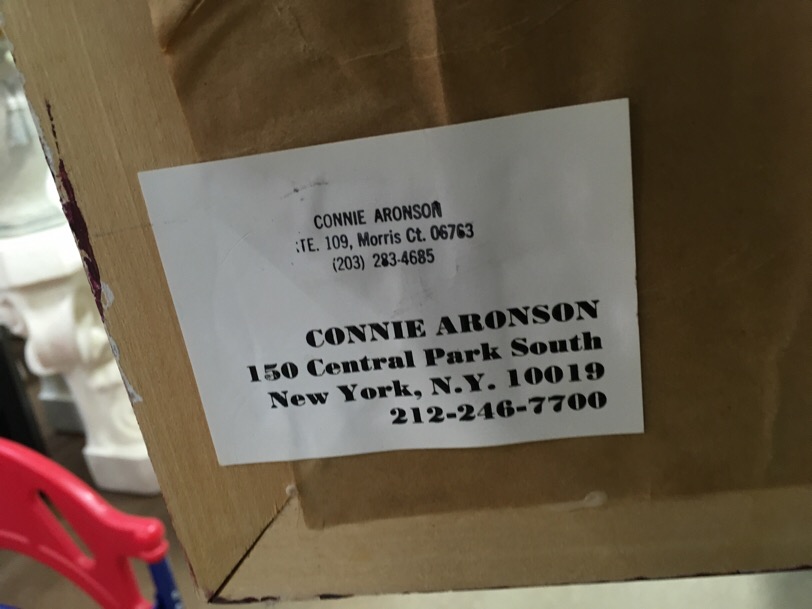 CONNIE ARONSON
TE. 109, Morris Ct. 06763
(203) 283-4685
CONNIE ARONSON
150 Central Park South
New York, N.Y. 10019
212-246-7700